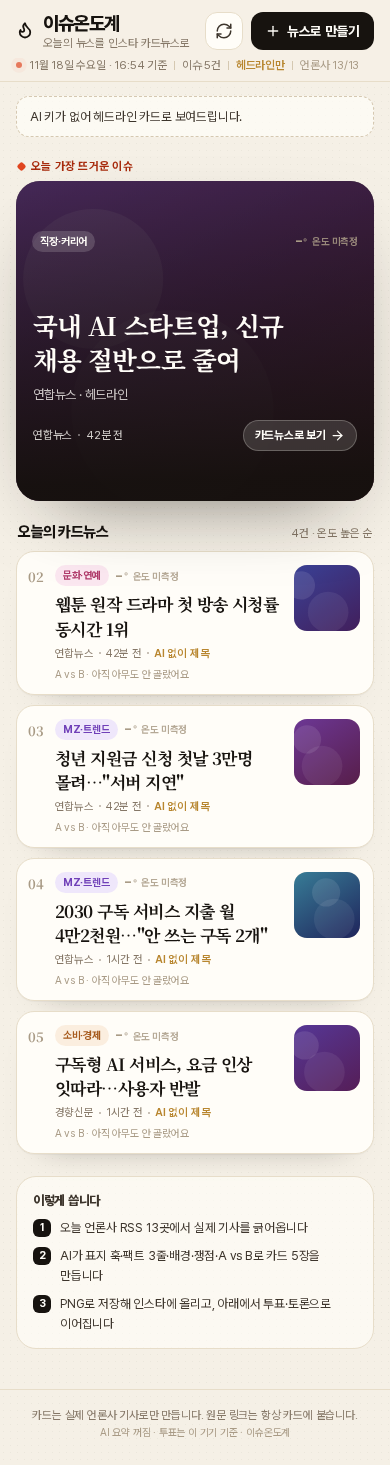 이슈온도계
오늘의 뉴스를 인스타 카드뉴스로
뉴스로 만들기
11월 18일 수요일 · 16:54 기준 | 이슈 5건 | 헤드라인만 | 언론사 13/13
AI 키가 없어 헤드라인 카드로 보여드립니다.
오늘 가장 뜨거운 이슈
직장·커리어
–° 온도 미측정
국내 AI 스타트업, 신규
채용 절반으로 줄여
연합뉴스 · 헤드라인
연합뉴스 · 42분 전
카드뉴스로 보기 →
오늘의 카드뉴스
4건 · 온도 높은 순
02
문화·연예 –° 온도 미측정
웹툰 원작 드라마 첫 방송 시청률
동시간 1위
연합뉴스 · 42분 전 · AI 없이 제목
A vs B · 아직 아무도 안 골랐어요
03
MZ·트렌드 –° 온도 미측정
청년 지원금 신청 첫날 3만명
몰려…"서버 지연"
연합뉴스 · 42분 전 · AI 없이 제목
A vs B · 아직 아무도 안 골랐어요
04
MZ·트렌드 –° 온도 미측정
2030 구독 서비스 지출 월
4만2천원…"안 쓰는 구독 2개"
연합뉴스 · 1시간 전 · AI 없이 제목
A vs B · 아직 아무도 안 골랐어요
05
소비·경제 –° 온도 미측정
구독형 AI 서비스, 요금 인상
잇따라…사용자 반발
경향신문 · 1시간 전 · AI 없이 제목
A vs B · 아직 아무도 안 골랐어요
이렇게 씁니다
1 오늘 언론사 RSS 13곳에서 실제 기사를 긁어옵니다
2 AI가 표지 훅·팩트 3줄·배경·쟁점·A vs B로 카드 5장을
만듭니다
3 PNG로 저장해 인스타에 올리고, 아래에서 투표·토론으로
이어집니다
카드는 실제 언론사 기사로만 만듭니다. 원문 링크는 항상 카드에 붙습니다.
AI 요약 꺼짐 · 투표는 이 기기 기준 · 이슈온도계